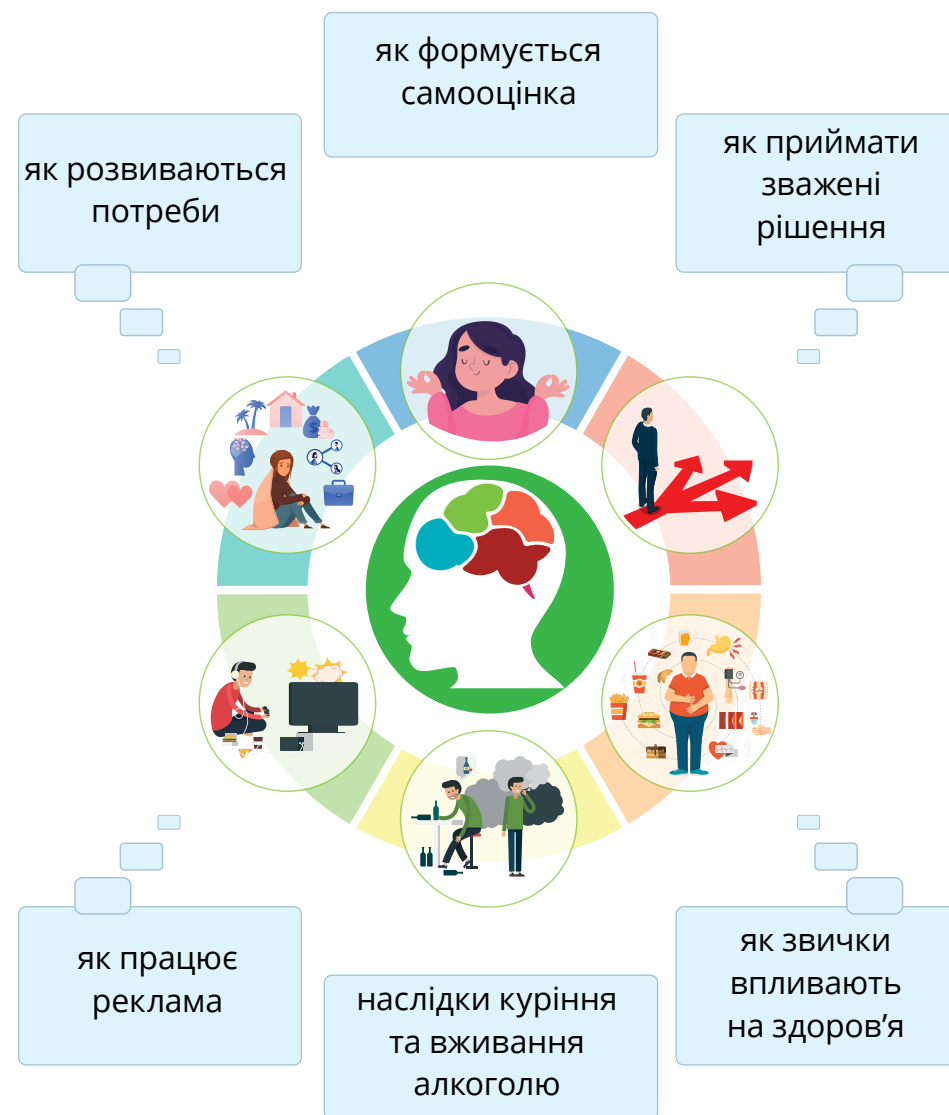 як формується
самооцінка
як розвиваються
потреби
як приймати
зважені
рішення
як працює
реклама
наслідки куріння
та вживання
алкоголю
як звички
впливають
на здоров’я